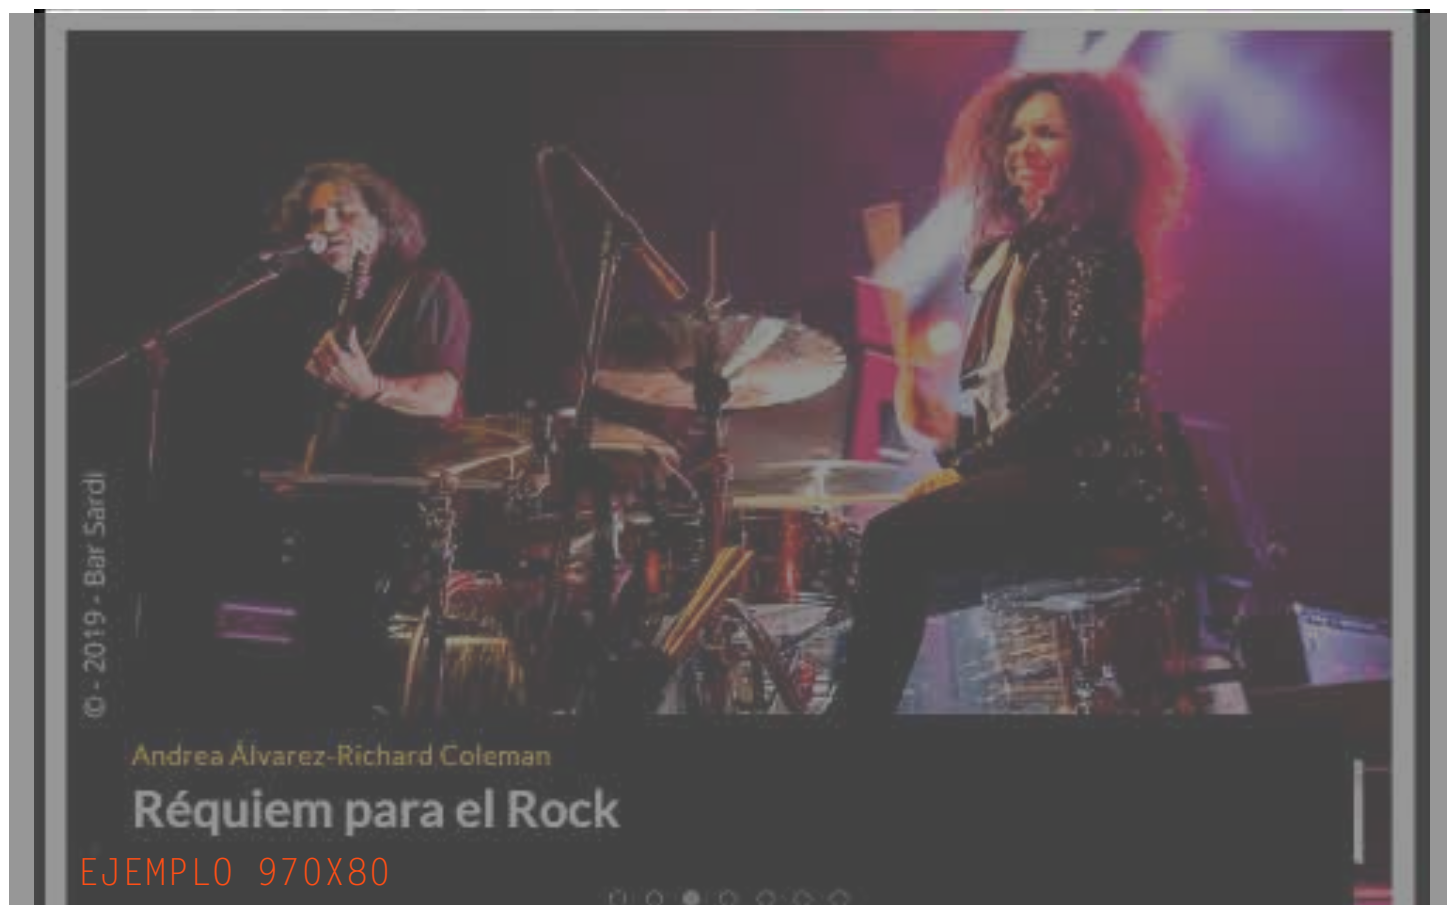 © - 2019 - Bar Sardi
Andrea Álvarez-Richard Coleman
Réquiem para el Rock
EJEMPLO 970X80